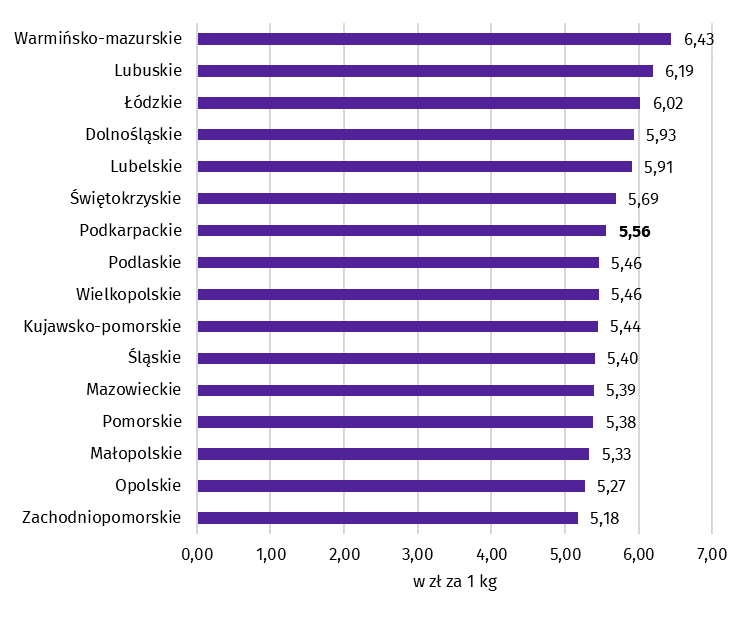 Warmińsko-mazurskie 6,43
Lubuskie 6,19
Łódzkie 6,02
Dolnośląskie 5,93
Lubelskie 5,91
Świętokrzyskie 5,69
Podkarpackie 5,56
Podlaskie 5,46
Wielkopolskie 5,46
Kujawsko-pomorskie 5,44
Śląskie 5,40
Mazowieckie 5,39
Pomorskie 5,38
Małopolskie 5,33
Opolskie 5,27
Zachodniopomorskie 5,18
0,00 1,00 2,00 3,00 4,00 5,00 6,00 7,00
w zł za 1 kg